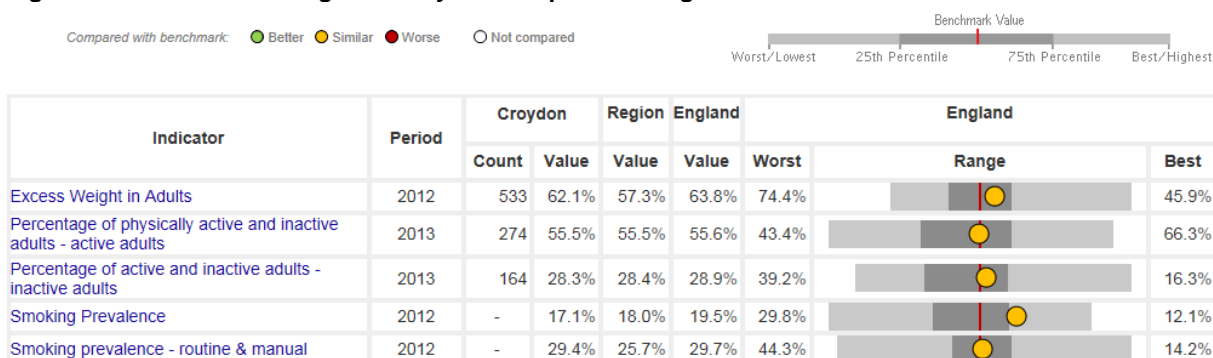 Benchmark Value
Compared with benchmark: Better Similar Worse Not compared
Worst/Lowest 25th Percentile 75th Percentile Best/Highest
Indicator Period Croydon Region England England
Count Value Value Value Worst Range Best
Excess Weight in Adults 2012 533 62.1% 57.3% 63.8% 74.4% 45.9%
Percentage of physically active and inactive
adults - active adults 2013 274 55.5% 55.5% 55.6% 43.4% 66.3%
Percentage of active and inactive adults -
inactive adults 2013 164 28.3% 28.4% 28.9% 39.2% 16.3%
Smoking Prevalence 2012 - 17.1% 18.0% 19.5% 29.8% 12.1%
Smoking prevalence - routine & manual 2012 - 29.4% 25.7% 29.7% 44.3% 14.2%